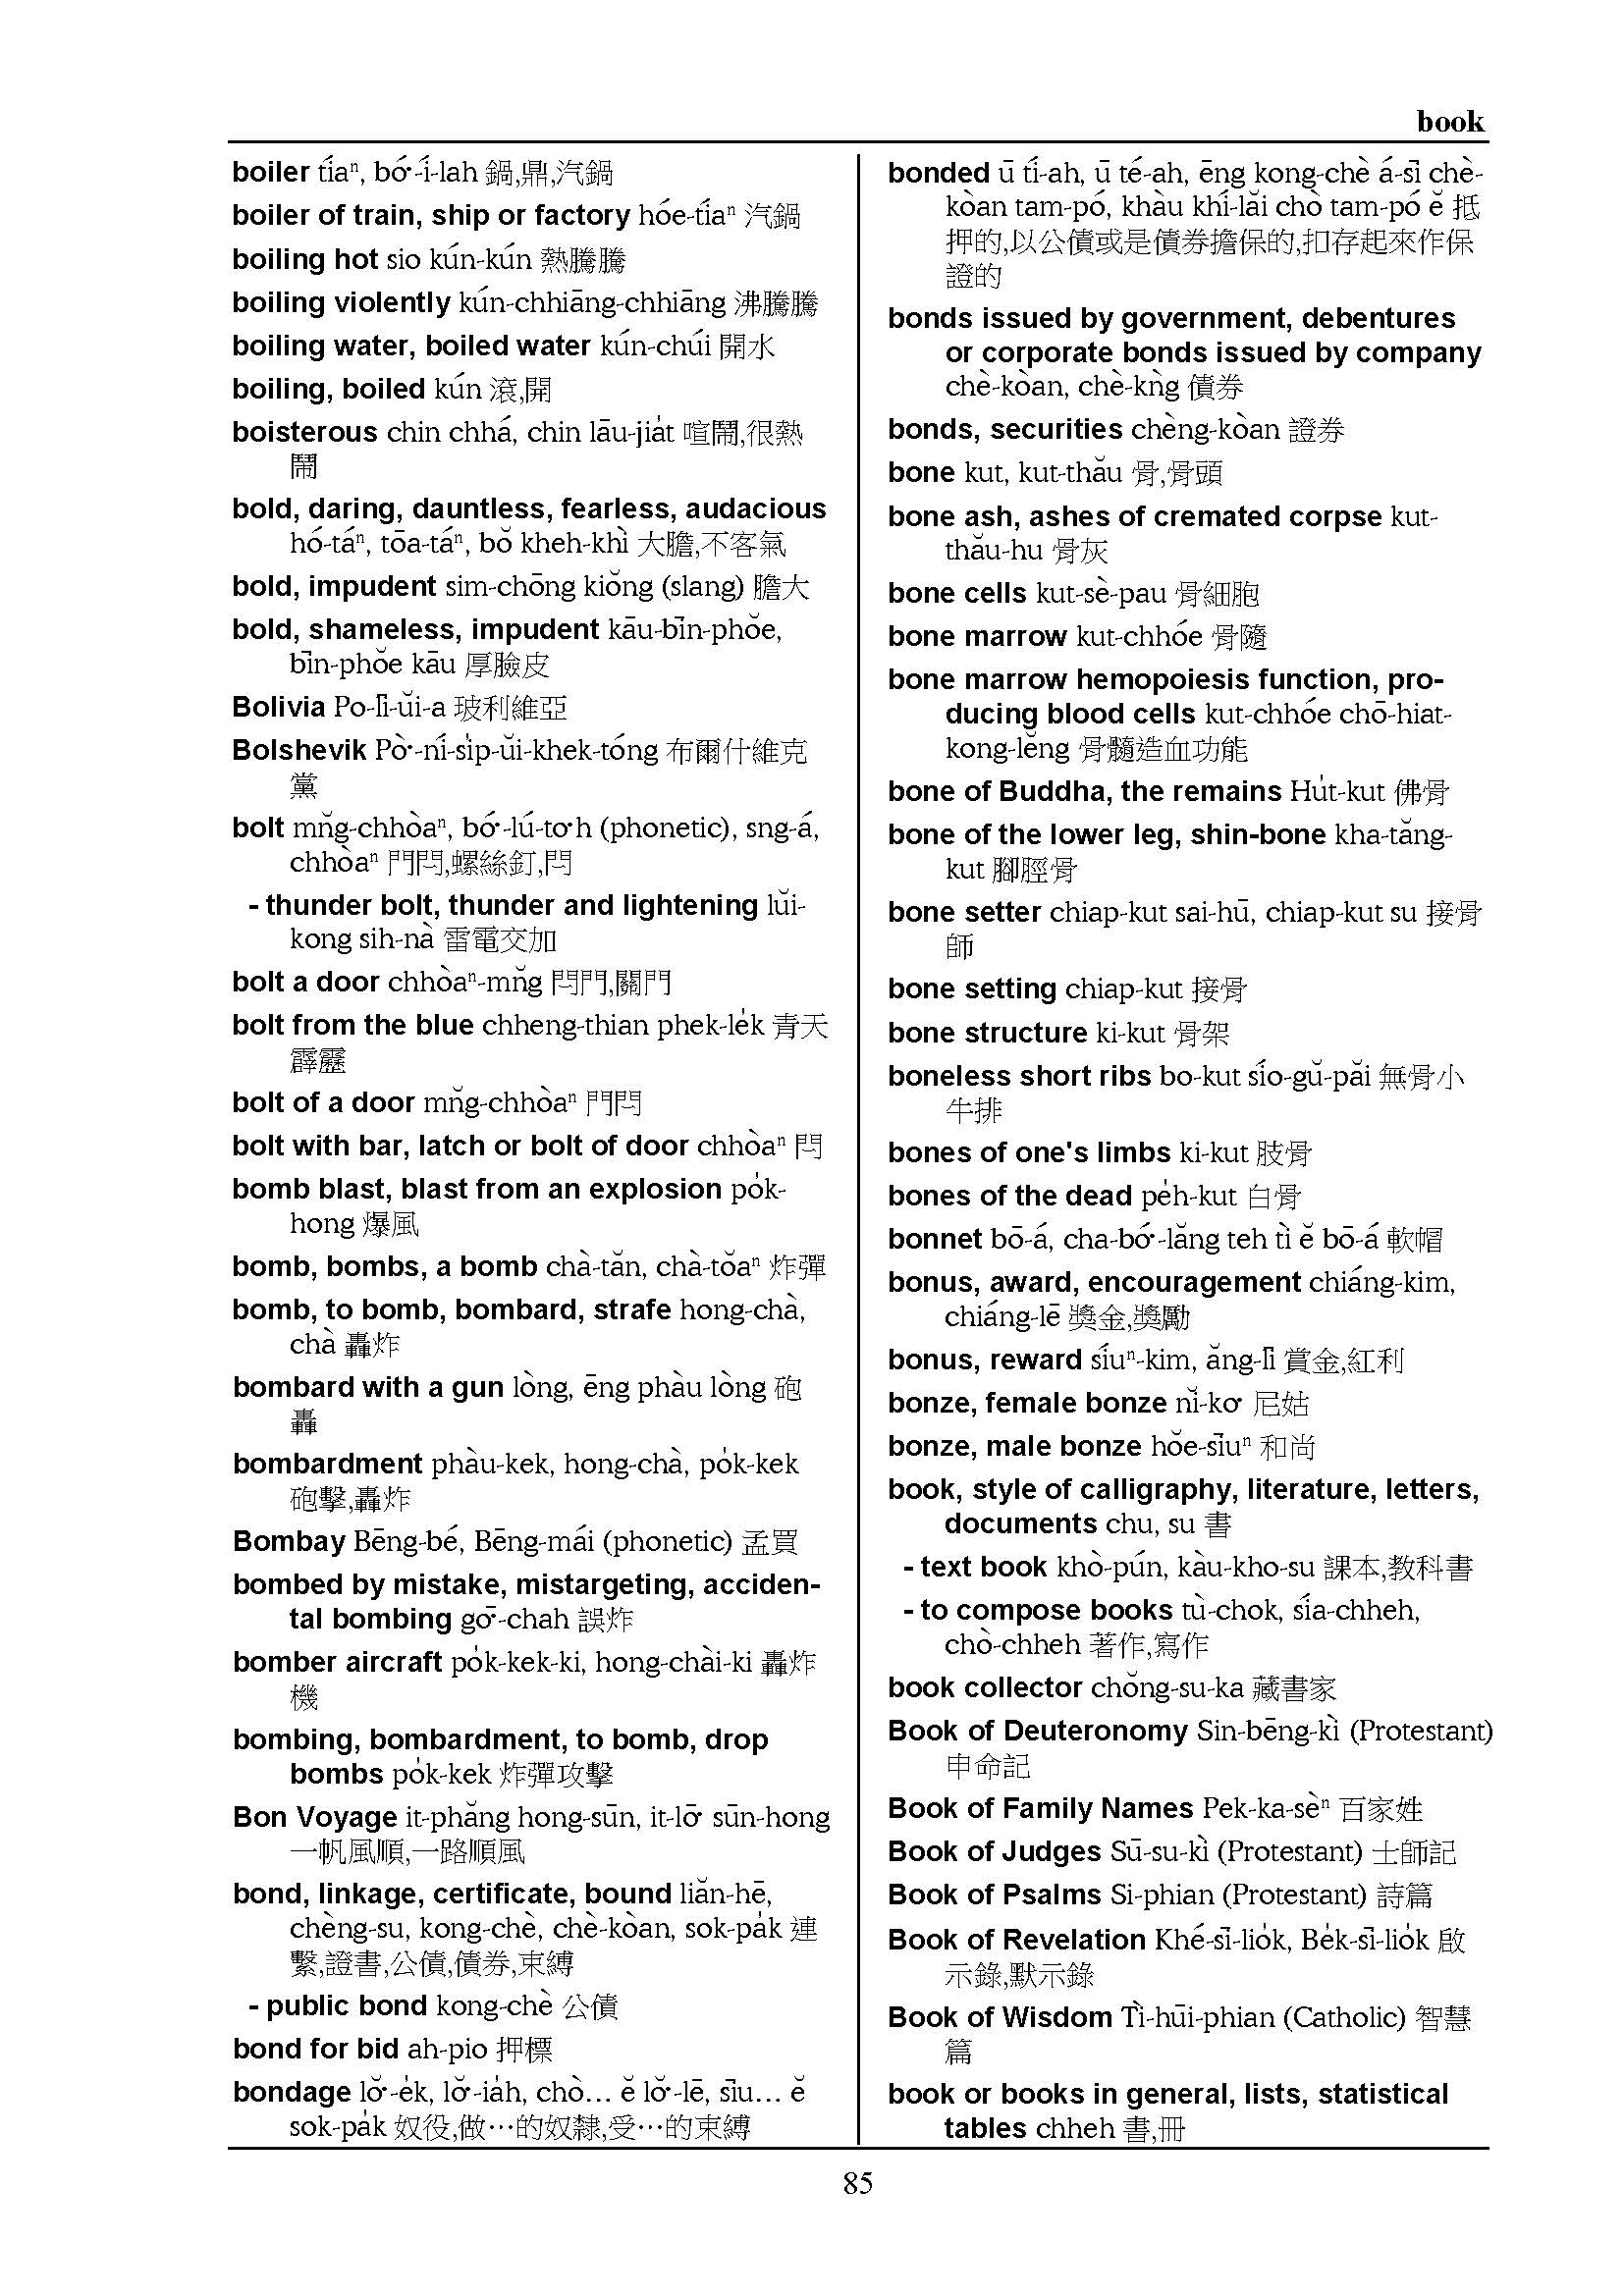 book
boiler tíaⁿ, bó͘-í-lah 鍋,鼎,汽鍋
boiler of train, ship or factory hóe-tíaⁿ 汽鍋
boiling hot sio kún-kún 熱騰騰
boiling violently kún-chhiāng-chhiāng 沸騰騰
boiling water, boiled water kún-chúi 開水
boiling, boiled kún 滾,開
boisterous chin chhá, chin lāu-jia̍t 喧鬧,很熱
鬧
bold, daring, dauntless, fearless, audacious
hó-táⁿ, tōa-táⁿ, bŏ kheh-khì 大膽,不客氣
bold, impudent sim-chōng kiŏng (slang) 膽大
bold, shameless, impudent kāu-bīn-phŏe,
bīn-phŏe kāu 厚臉皮
Bolivia Po-lī-ŭi-a 玻利維亞
Bolshevik Pò͘-ní-si̍p-ŭi-khek-tóng 布爾什維克
黨
bolt mn̆g-chhòaⁿ, bó͘-lú-to͘h (phonetic), sng-á,
chhòaⁿ 門閂,螺絲釘,閂
- thunder bolt, thunder and lightening lŭi-
kong sih-nà 雷電交加
bolt a door chhòaⁿ-mn̆g 閂門,關門
bolt from the blue chheng-thian phek-le̍k 青天
霹靂
bolt of a door mn̆g-chhòaⁿ 門閂
bolt with bar, latch or bolt of door chhòaⁿ 閂
bomb blast, blast from an explosion po̍k-
hong 爆風
bomb, bombs, a bomb chà-tăn, chà-tŏaⁿ 炸彈
bomb, to bomb, bombard, strafe hong-chà,
chà 轟炸
bombard with a gun lòng, ēng phàu lòng 砲
轟
bombardment phàu-kek, hong-chà, po̍k-kek
砲擊,轟炸
Bombay Bēng-bé, Bēng-mái (phonetic) 孟買
bombed by mistake, mistargeting, acciden-
tal bombing gō͘-chah 誤炸
bomber aircraft po̍k-kek-ki, hong-chài-ki 轟炸
機
bombing, bombardment, to bomb, drop
bombs po̍k-kek 炸彈攻擊
Bon Voyage it-phăng hong-sūn, it-lō͘ sūn-hong
一帆風順,一路順風
bond, linkage, certificate, bound liăn-hē,
chèng-su, kong-chè, chè-kòan, sok-pa̍k 連
繫,證書,公債,債券,束縛
- public bond kong-chè 公債
bond for bid ah-pio 押標
bondage lŏ͘-e̍k, lŏ͘-ia̍h, chò… ĕ lŏ͘-lē, sīu… ĕ
sok-pa̍k 奴役,做…的奴隸,受…的束縛
bonded ū tí-ah, ū té-ah, ēng kong-chè á-sī chè-
kòan tam-pó, khàu khí-lăi chò tam-pó ĕ 抵
押的,以公債或是債券擔保的,扣存起來作保
證的
bonds issued by government, debentures
or corporate bonds issued by company
chè-kòan, chè-kǹg 債券
bonds, securities chèng-kòan 證券
bone kut, kut-thău 骨,骨頭
bone ash, ashes of cremated corpse kut-
thău-hu 骨灰
bone cells kut-sè-pau 骨細胞
bone marrow kut-chhóe 骨隨
bone marrow hemopoiesis function, pro-
ducing blood cells kut-chhóe chō-hiat-
kong-lĕng 骨髓造血功能
bone of Buddha, the remains Hu̍t-kut 佛骨
bone of the lower leg, shin-bone kha-tăng-
kut 腳脛骨
bone setter chiap-kut sai-hū, chiap-kut su 接骨
師
bone setting chiap-kut 接骨
bone structure ki-kut 骨架
boneless short ribs bo-kut sío-gŭ-păi 無骨小
牛排
bones of one's limbs ki-kut 肢骨
bones of the dead pe̍h-kut 白骨
bonnet bō-á, cha-bó͘-lăng teh tì ĕ bō-á 軟帽
bonus, award, encouragement chiáng-kim,
chiáng-lē 獎金,獎勵
bonus, reward síuⁿ-kim, ăng-lī 賞金,紅利
bonze, female bonze nĭ-ko͘ 尼姑
bonze, male bonze hŏe-sīuⁿ 和尚
book, style of calligraphy, literature, letters,
documents chu, su 書
- text book khò-pún, kàu-kho-su 課本,教科書
- to compose books tù-chok, sía-chheh,
chò-chheh 著作,寫作
book collector chŏng-su-ka 藏書家
Book of Deuteronomy Sin-bēng-kì (Protestant)
申命記
Book of Family Names Pek-ka-sèⁿ 百家姓
Book of Judges Sū-su-kì (Protestant) 士師記
Book of Psalms Si-phian (Protestant) 詩篇
Book of Revelation Khé-sī-lio̍k, Be̍k-sī-lio̍k 啟
示錄,默示錄
Book of Wisdom Tì-hūi-phian (Catholic) 智慧
篇
book or books in general, lists, statistical
tables chheh 書,冊
85